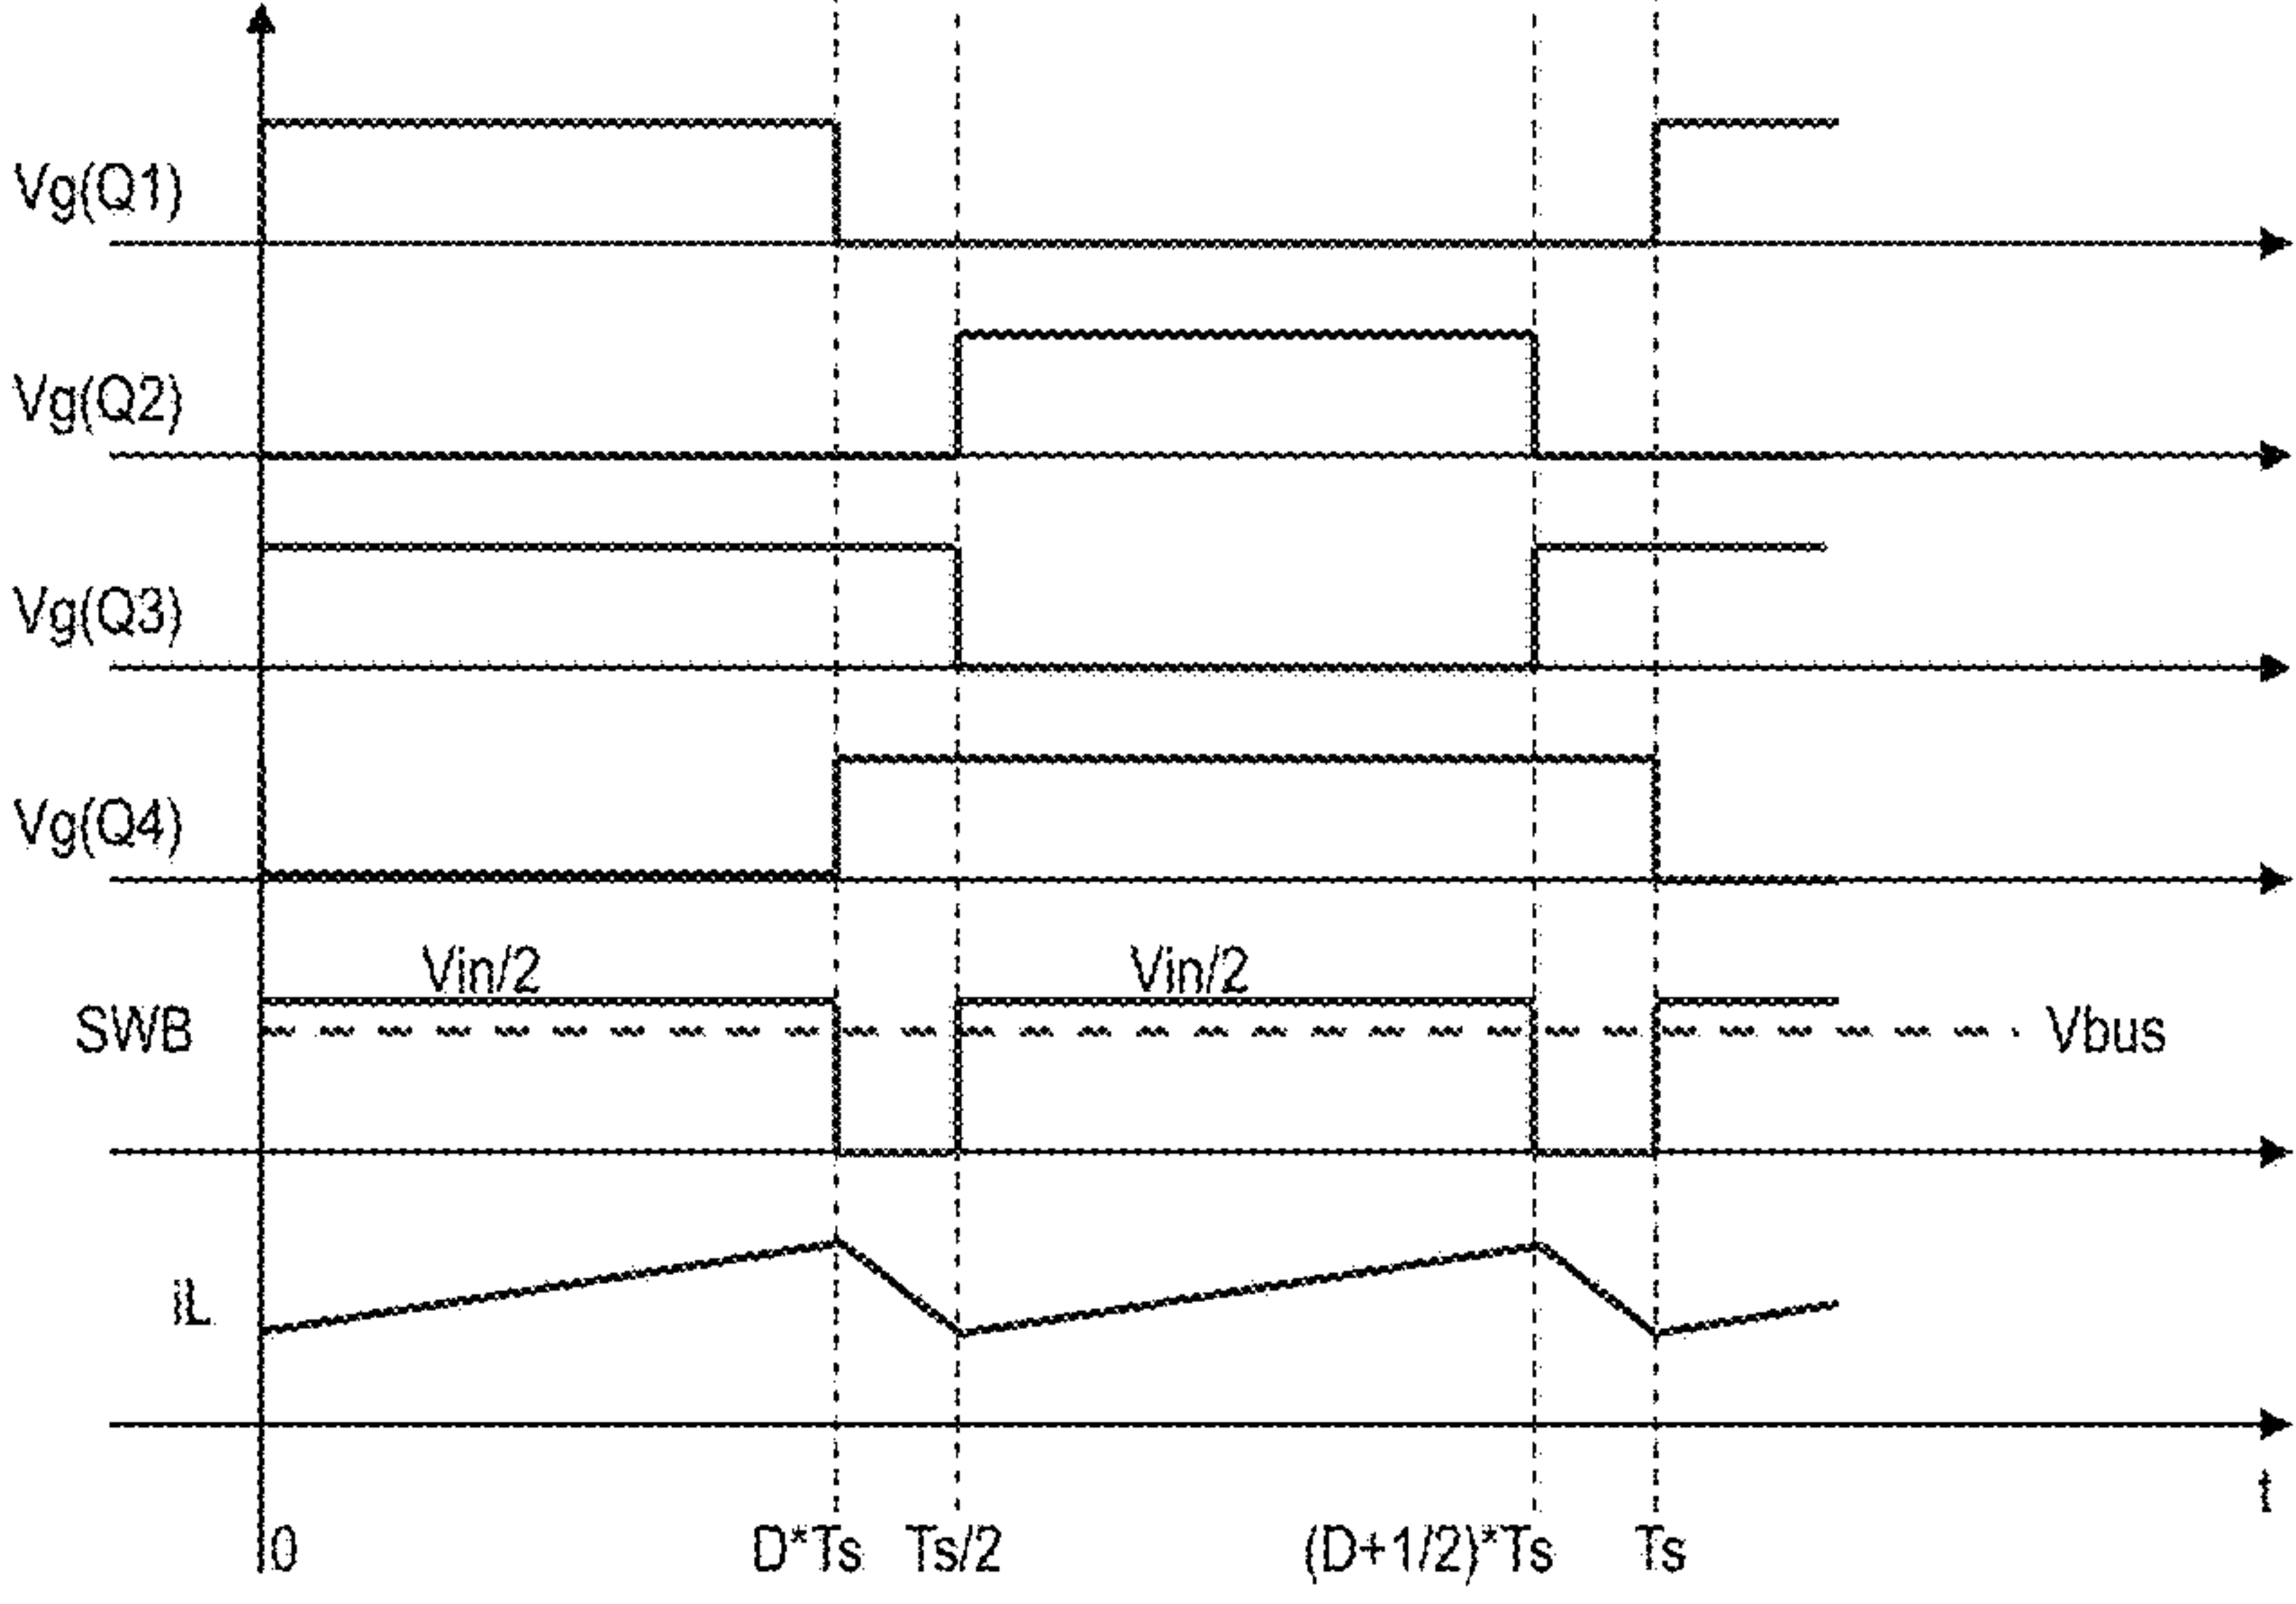 Vg(Q1)
Vg(Q2)
Vg(Q3)
Vg(Q4)
Vin/2 Vin/2
SWB Vbus
iL
t
0 D*Ts Ts/2 (D+1/2)*Ts Ts